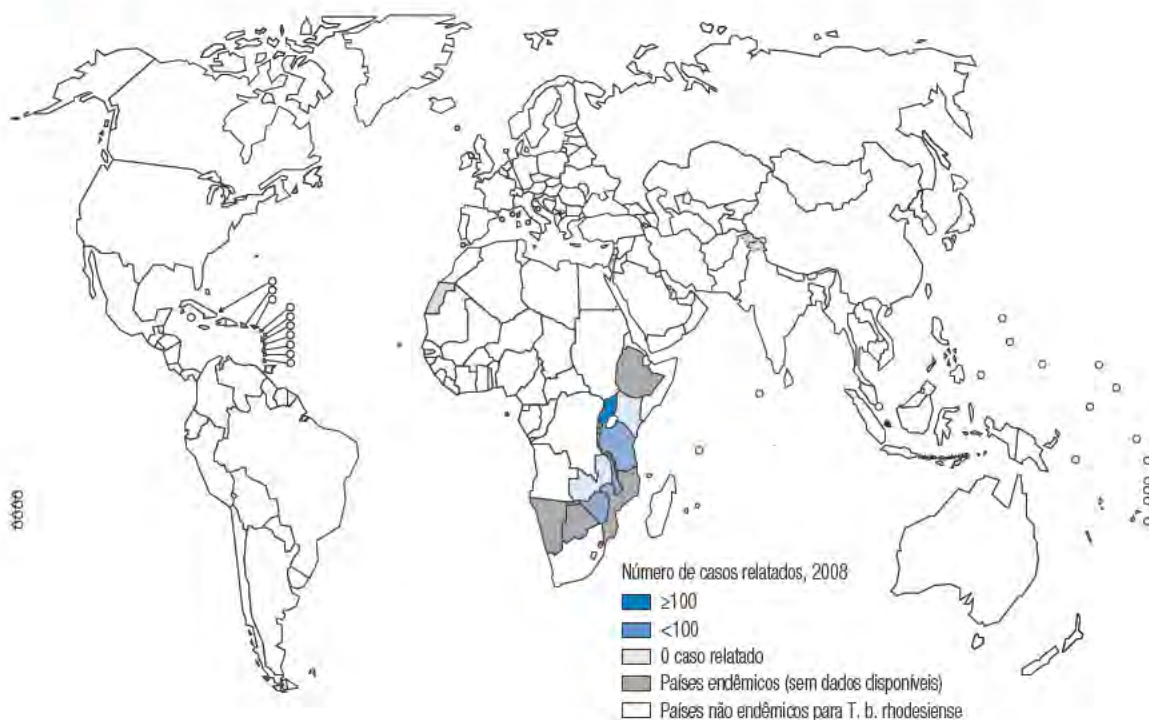 Número de casos relatados, 2008
≥100
<100
0 caso relatado
Países endêmicos (sem dados disponíveis)
Países não endêmicos para T. b. rhodesiense